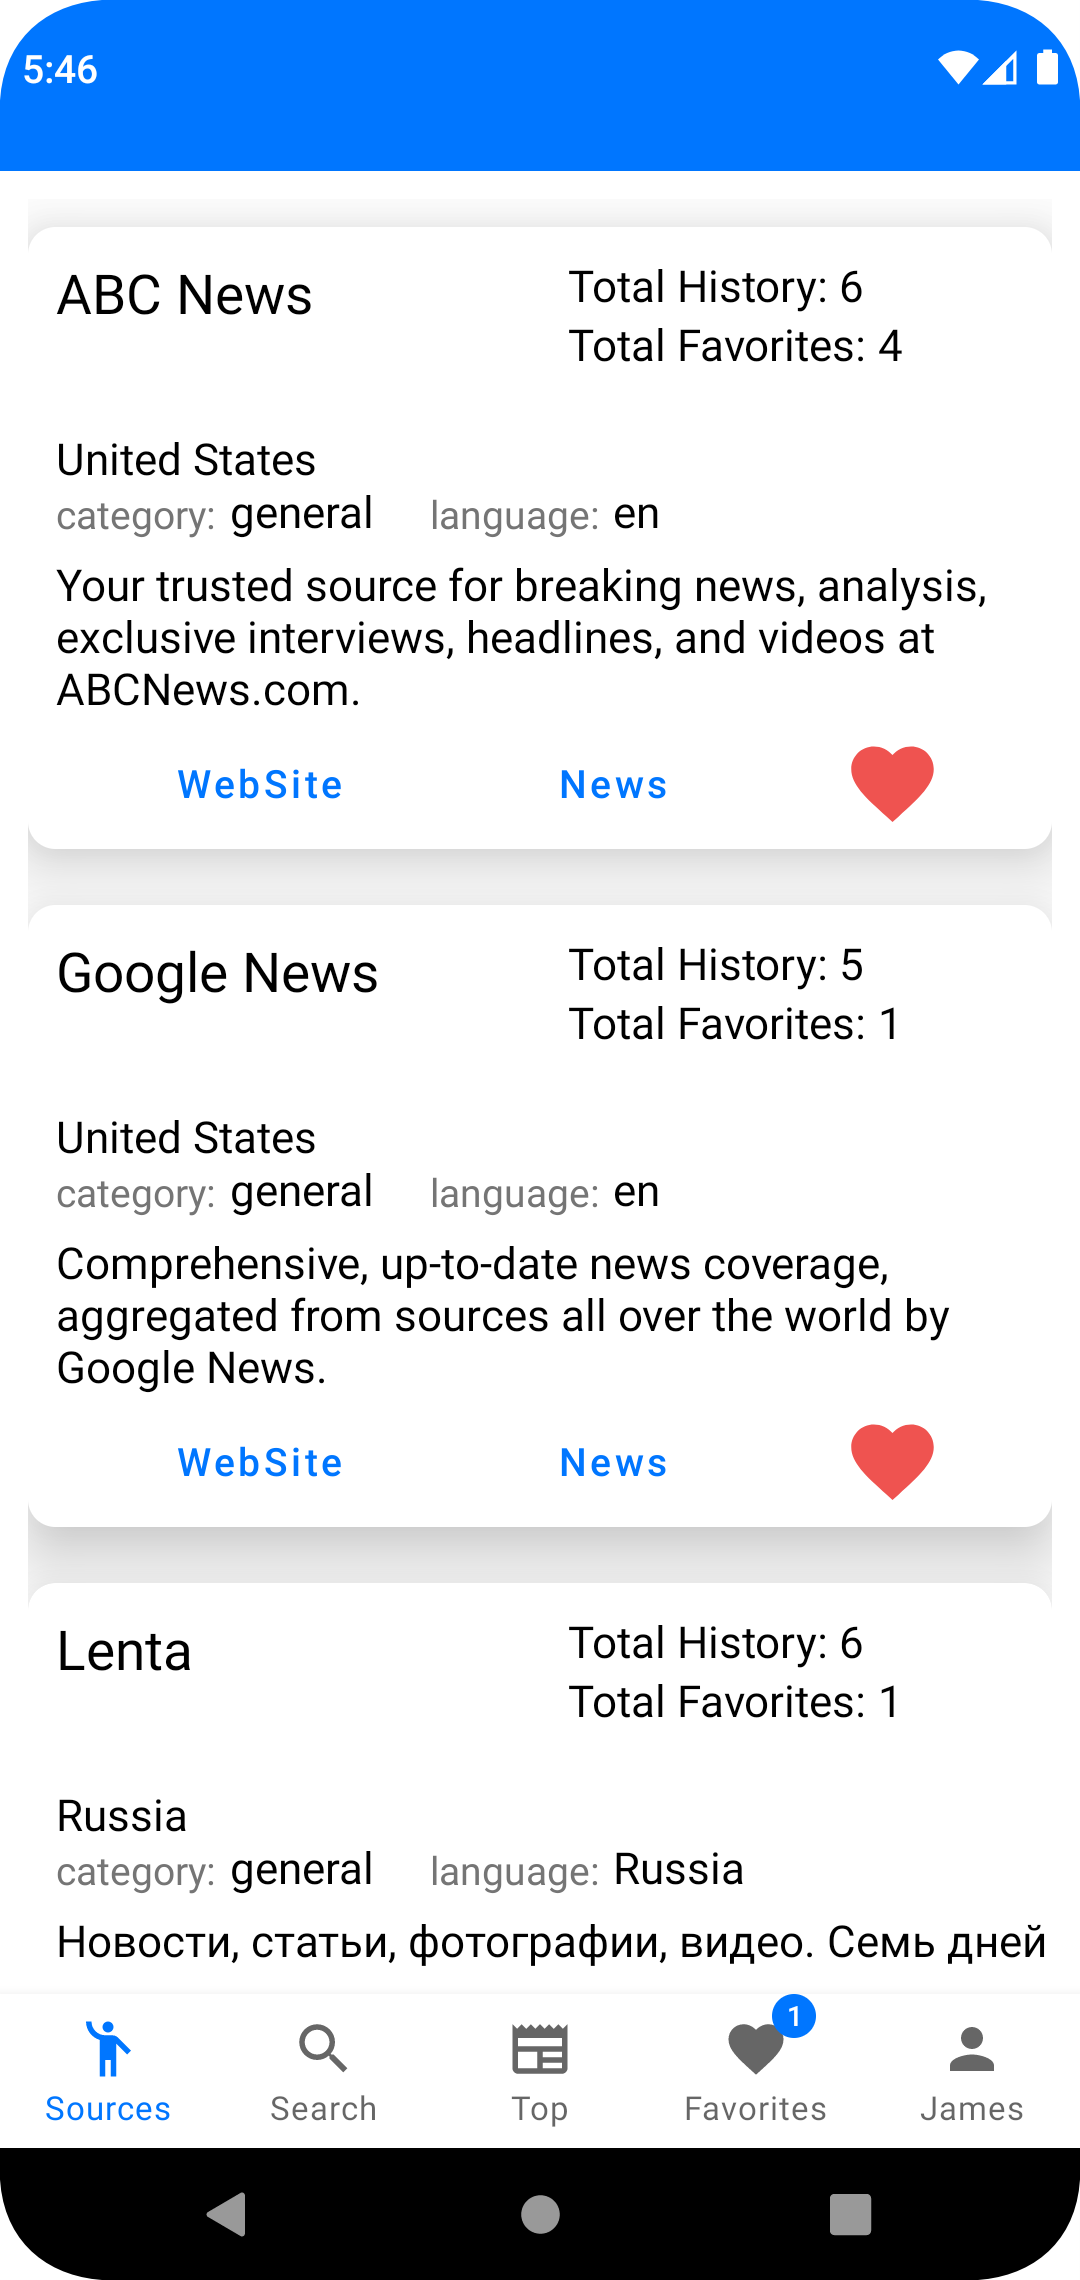 5:46
ABC News
Total History: 6
Total Favorites: 4
United States
category: general language: en
Your trusted source for breaking news, analysis,
exclusive interviews, headlines, and videos at
ABCNews.com.
WebSite News
Google News
Total History: 5
Total Favorites: 1
United States
category: general language: en
Comprehensive, up-to-date news coverage,
aggregated from sources all over the world by
Google News.
WebSite News
Lenta
Total History: 6
Total Favorites: 1
Russia
category: general language: Russia
Новости, статьи, фотографии, видео. Семь дней
1
Sources Search Top Favorites James